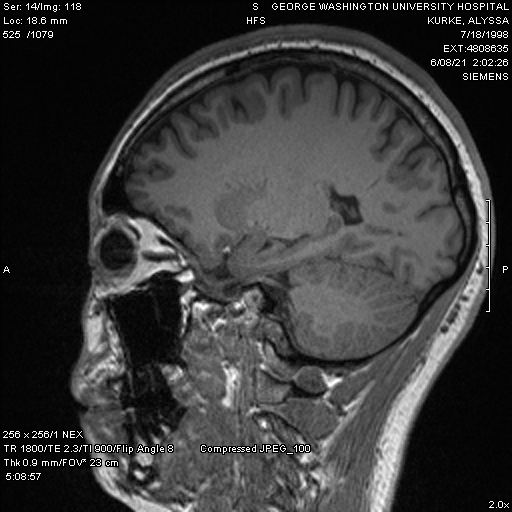 Ser: 14/Img: 118
Loc: 18.6 mm
525 /1079
S
HFS
GEORGE WASHINGTON UNIVERSITY HOSPITAL
KURKE, ALYSSA
7/18/1998
EXT:4808635
6/08/21 2:02:26
SIEMENS
A
P
256 x 256/1 NEX
TR 1800/TE 2.3/TI 900/Flip Angle 8
Compressed JPEG_100
Thk 0.9 mm/FOV* 23 cm
5:08:57
2.0x